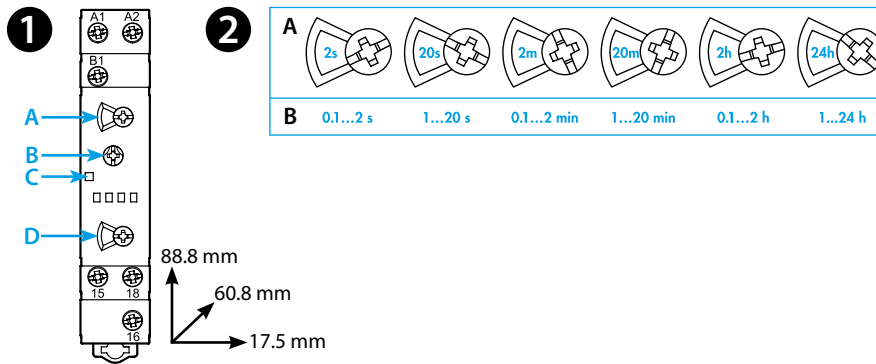 1
A1 A2
B1
A
B
C
D
15 18
16
88.8 mm
60.8 mm
17.5 mm
2
A 2s 20s 2m 20m 2h 24h
B 0.1...2 s 1...20 s 0.1...2 min 1...20 min 0.1...2 h 1...24 h